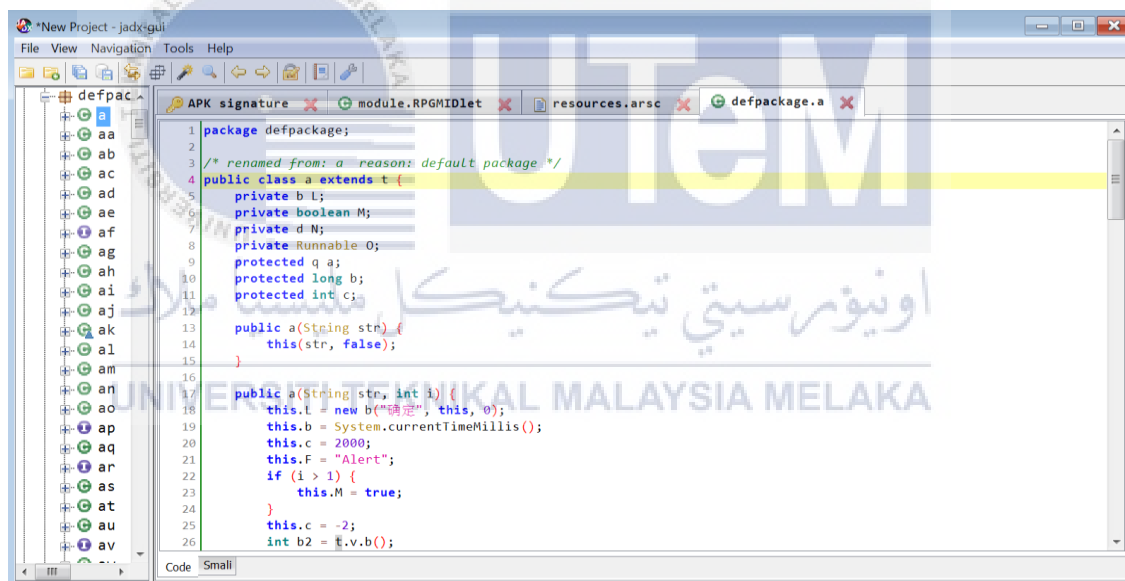 *New Project - jadx-gui
File View Navigation Tools Help
defpac
a
aa
ab
ac
ad
ae
af
ag
ah
ai
aj
ak
al
am
an
ao
ap
aq
ar
as
at
au
av
APK signature module.RPGMIDlet resources.arsc defpackage.a
1 package defpackage;
2
3 /* renamed from: a reason: default package */
4 public class a extends t {
5 private b L;
6 private boolean M;
7 private d N;
8 private Runnable O;
9 protected q a;
10 protected long b;
11 protected int c;
12
13 public a(String str) {
14 this(str, false);
15 }
16
17 public a(String str, int i) {
18 this.L = new b("确定", this, 0);
19 this.b = System.currentTimeMillis();
20 this.c = 2000;
21 this.F = "Alert";
22 if (i > 1) {
23 this.M = true;
24 }
25 this.c = -2;
26 int b2 = t.v.b();
Code Smali
UTeM
اونيۏرسيتي تيكنيكل مليسيا ملاك
UNIVERSITI TEKNIKAL MALAYSIA MELAKA